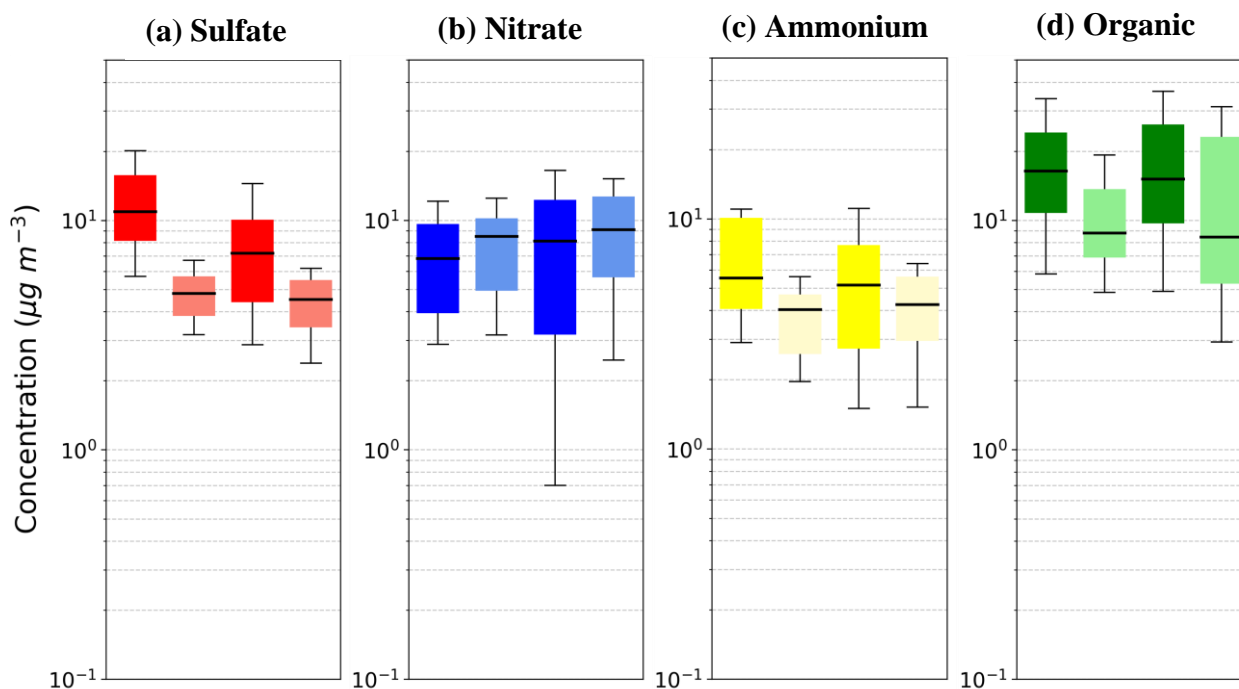 (a) Sulfate
(b) Nitrate
(c) Ammonium
(d) Organic
Concentration (μg m⁻³)
10¹
10⁰
10⁻¹
10¹
10⁰
10⁻¹
10¹
10⁰
10⁻¹
10¹
10⁰
10⁻¹